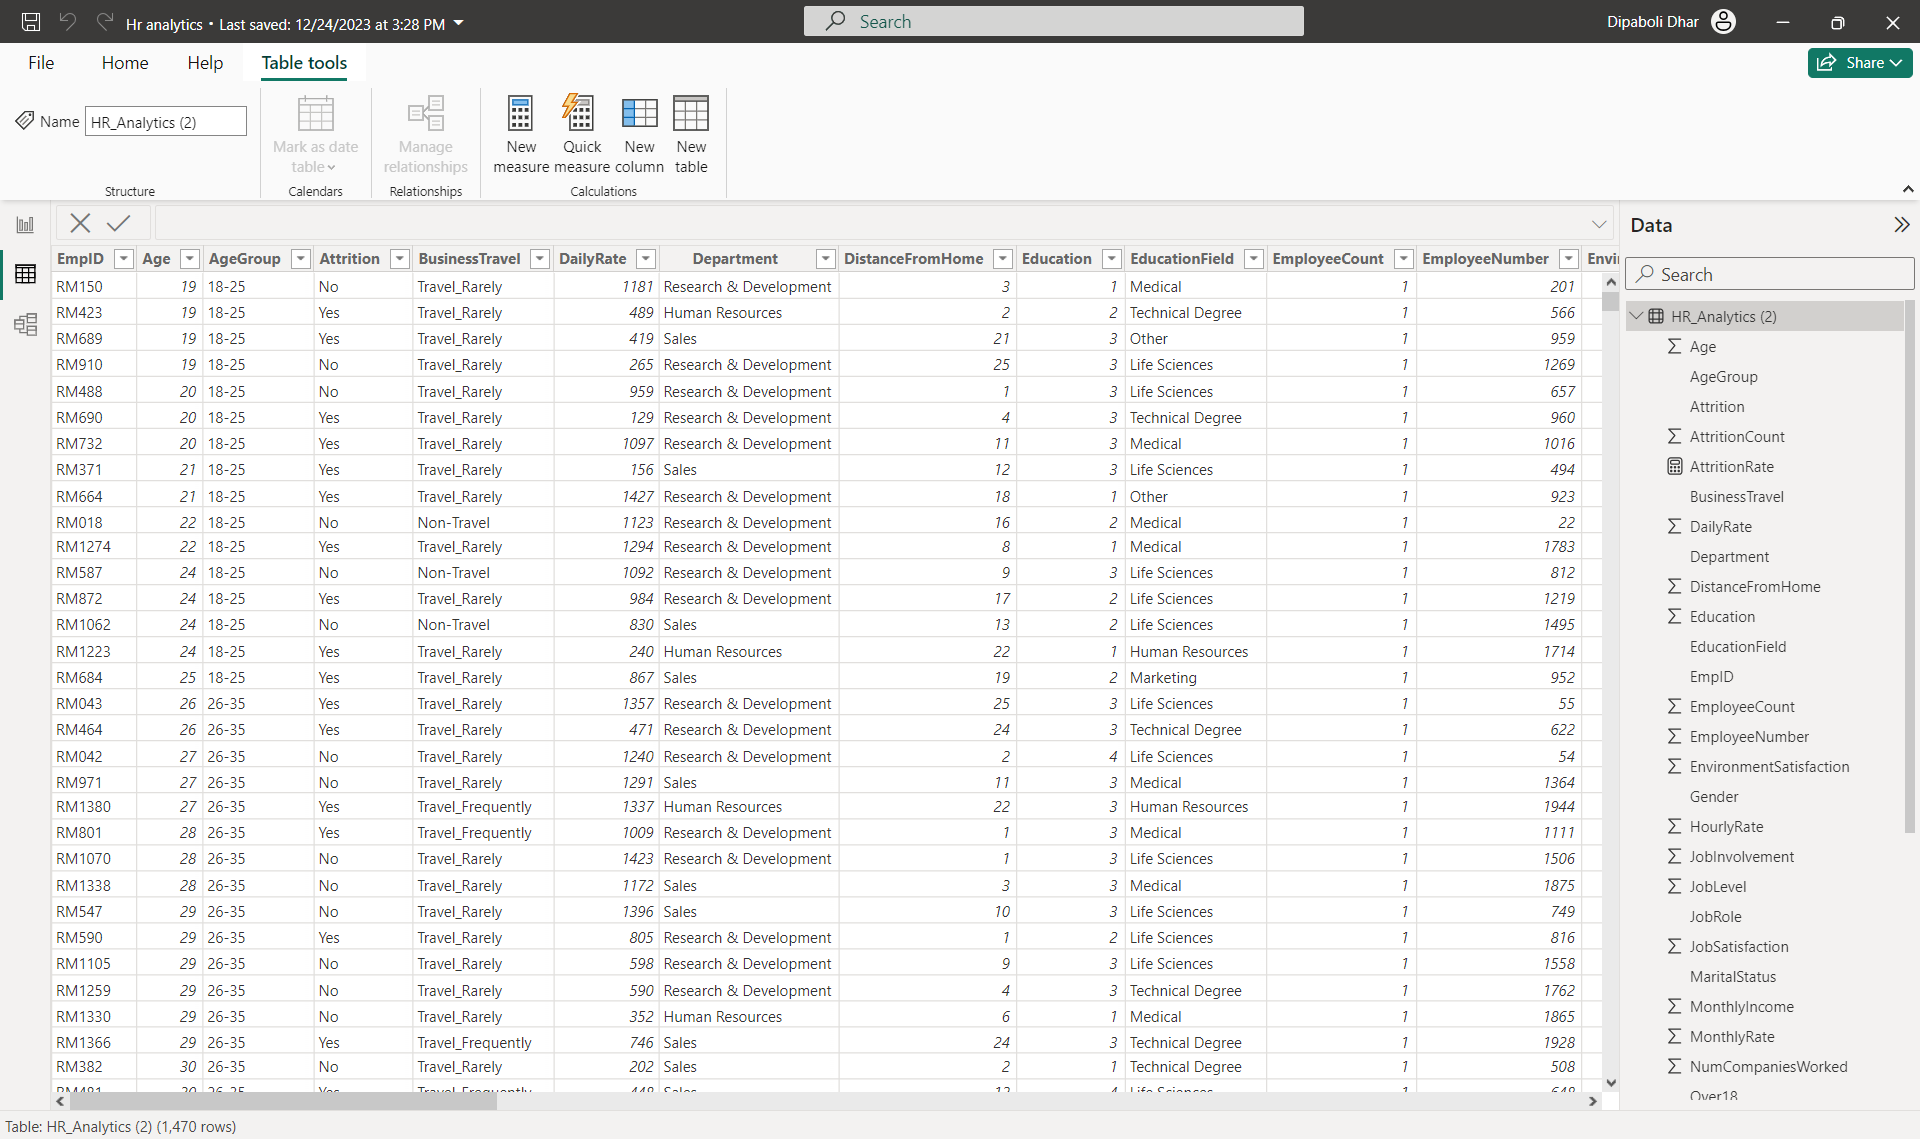 Hr analytics • Last saved: 12/24/2023 at 3:28 PM
Search
Dipaboli Dhar
File Home Help Table tools
Share
Name HR_Analytics (2)
Mark as date table
Manage relationships
New measure
Quick measure
New column
New table
Structure Calendars Relationships Calculations
EmpID Age AgeGroup Attrition BusinessTravel DailyRate Department DistanceFromHome Education EducationField EmployeeCount EmployeeNumber Envir
RM150 19 18-25 No Travel_Rarely 1181 Research & Development 3 1 Medical 1 201
RM423 19 18-25 Yes Travel_Rarely 489 Human Resources 2 2 Technical Degree 1 566
RM689 19 18-25 Yes Travel_Rarely 419 Sales 21 3 Other 1 959
RM910 19 18-25 No Travel_Rarely 265 Research & Development 25 3 Life Sciences 1 1269
RM488 20 18-25 No Travel_Rarely 959 Research & Development 1 3 Life Sciences 1 657
RM690 20 18-25 Yes Travel_Rarely 129 Research & Development 4 3 Technical Degree 1 960
RM732 20 18-25 Yes Travel_Rarely 1097 Research & Development 11 3 Medical 1 1016
RM371 21 18-25 Yes Travel_Rarely 156 Sales 12 3 Life Sciences 1 494
RM664 21 18-25 Yes Travel_Rarely 1427 Research & Development 18 1 Other 1 923
RM018 22 18-25 No Non-Travel 1123 Research & Development 16 2 Medical 1 22
RM1274 22 18-25 Yes Travel_Rarely 1294 Research & Development 8 1 Medical 1 1783
RM587 24 18-25 No Non-Travel 1092 Research & Development 9 3 Life Sciences 1 812
RM872 24 18-25 Yes Travel_Rarely 984 Research & Development 17 2 Life Sciences 1 1219
RM1062 24 18-25 No Non-Travel 830 Sales 13 2 Life Sciences 1 1495
RM1223 24 18-25 Yes Travel_Rarely 240 Human Resources 22 1 Human Resources 1 1714
RM684 25 18-25 Yes Travel_Rarely 867 Sales 19 2 Marketing 1 952
RM043 26 26-35 Yes Travel_Rarely 1357 Research & Development 25 3 Life Sciences 1 55
RM464 26 26-35 Yes Travel_Rarely 471 Research & Development 24 3 Technical Degree 1 622
RM042 27 26-35 No Travel_Rarely 1240 Research & Development 2 4 Life Sciences 1 54
RM971 27 26-35 No Travel_Rarely 1291 Sales 11 3 Medical 1 1364
RM1380 27 26-35 Yes Travel_Frequently 1337 Human Resources 22 3 Human Resources 1 1944
RM801 28 26-35 Yes Travel_Frequently 1009 Research & Development 1 3 Medical 1 1111
RM1070 28 26-35 No Travel_Rarely 1423 Research & Development 1 3 Life Sciences 1 1506
RM1338 28 26-35 No Travel_Rarely 1172 Sales 3 3 Medical 1 1875
RM547 29 26-35 No Travel_Rarely 1396 Sales 10 3 Life Sciences 1 749
RM590 29 26-35 Yes Travel_Rarely 805 Research & Development 1 2 Life Sciences 1 816
RM1105 29 26-35 No Travel_Rarely 598 Research & Development 9 3 Life Sciences 1 1558
RM1259 29 26-35 No Travel_Rarely 590 Research & Development 4 3 Technical Degree 1 1762
RM1330 29 26-35 No Travel_Rarely 352 Human Resources 6 1 Medical 1 1865
RM1366 29 26-35 Yes Travel_Frequently 746 Sales 24 3 Technical Degree 1 1928
RM382 30 26-35 No Travel_Rarely 202 Sales 2 1 Technical Degree 1 508
RM481 30 26-35 Yes Travel_Frequently 448 Sales 12 4 Life Sciences 1 648
Data
Search
HR_Analytics (2)
Age
AgeGroup
Attrition
AttritionCount
AttritionRate
BusinessTravel
DailyRate
Department
DistanceFromHome
Education
EducationField
EmpID
EmployeeCount
EmployeeNumber
EnvironmentSatisfaction
Gender
HourlyRate
JobInvolvement
JobLevel
JobRole
JobSatisfaction
MaritalStatus
MonthlyIncome
MonthlyRate
NumCompaniesWorked
Over18
Table: HR_Analytics (2) (1,470 rows)